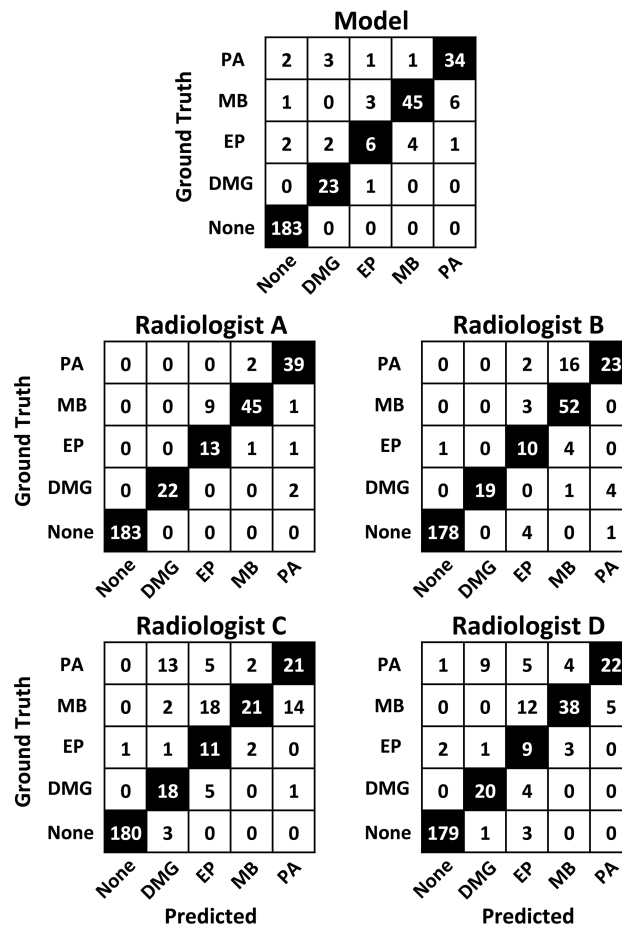 Model
Ground Truth
PA 2 3 1 1 34
MB 1 0 3 45 6
EP 2 2 6 4 1
DMG 0 23 1 0 0
None 183 0 0 0 0
None DMG EP MB PA
Radiologist A
Ground Truth
PA 0 0 0 2 39
MB 0 0 9 45 1
EP 0 0 13 1 1
DMG 0 22 0 0 2
None 183 0 0 0 0
None DMG EP MB PA
Radiologist B
PA 0 0 2 16 23
MB 0 0 3 52 0
EP 1 0 10 4 0
DMG 0 19 0 1 4
None 178 0 4 0 1
None DMG EP MB PA
Radiologist C
Ground Truth
PA 0 13 5 2 21
MB 0 2 18 21 14
EP 1 1 11 2 0
DMG 0 18 5 0 1
None 180 3 0 0 0
None DMG EP MB PA
Predicted
Radiologist D
PA 1 9 5 4 22
MB 0 0 12 38 5
EP 2 1 9 3 0
DMG 0 20 4 0 0
None 179 1 3 0 0
None DMG EP MB PA
Predicted